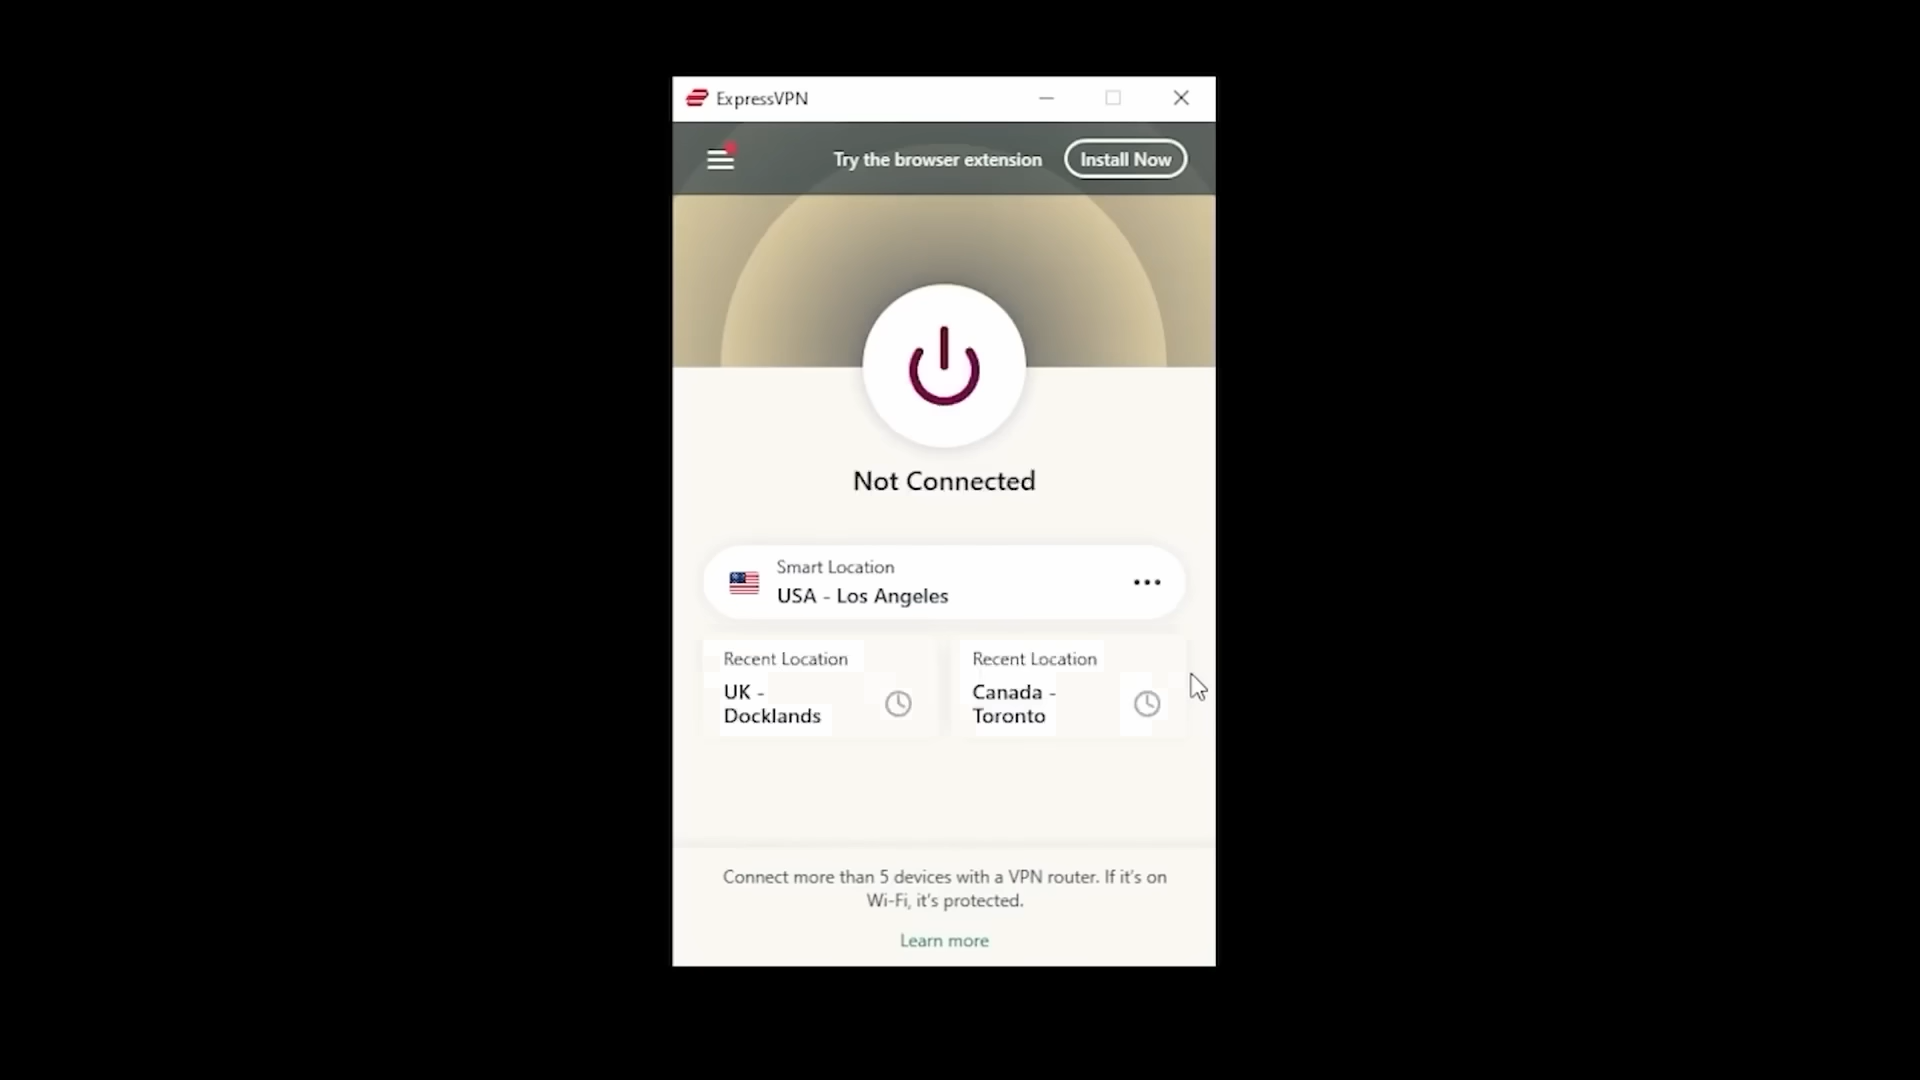 ExpressVPN
Try the browser extension
Install Now
Not Connected
Smart Location
USA - Los Angeles
Recent Location
UK -
Docklands
Recent Location
Canada -
Toronto
Connect more than 5 devices with a VPN router. If it's on
Wi-Fi, it's protected.
Learn more